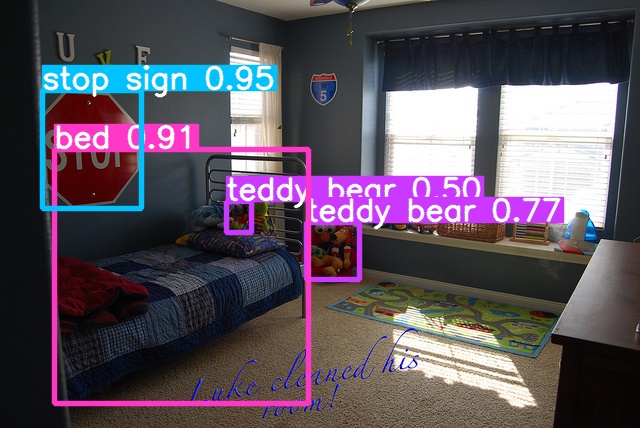 U V E
stop sign 0.95
STOP
bed 0.91
teddy bear 0.50
teddy bear 0.77
5
Luke cleaned his
room!